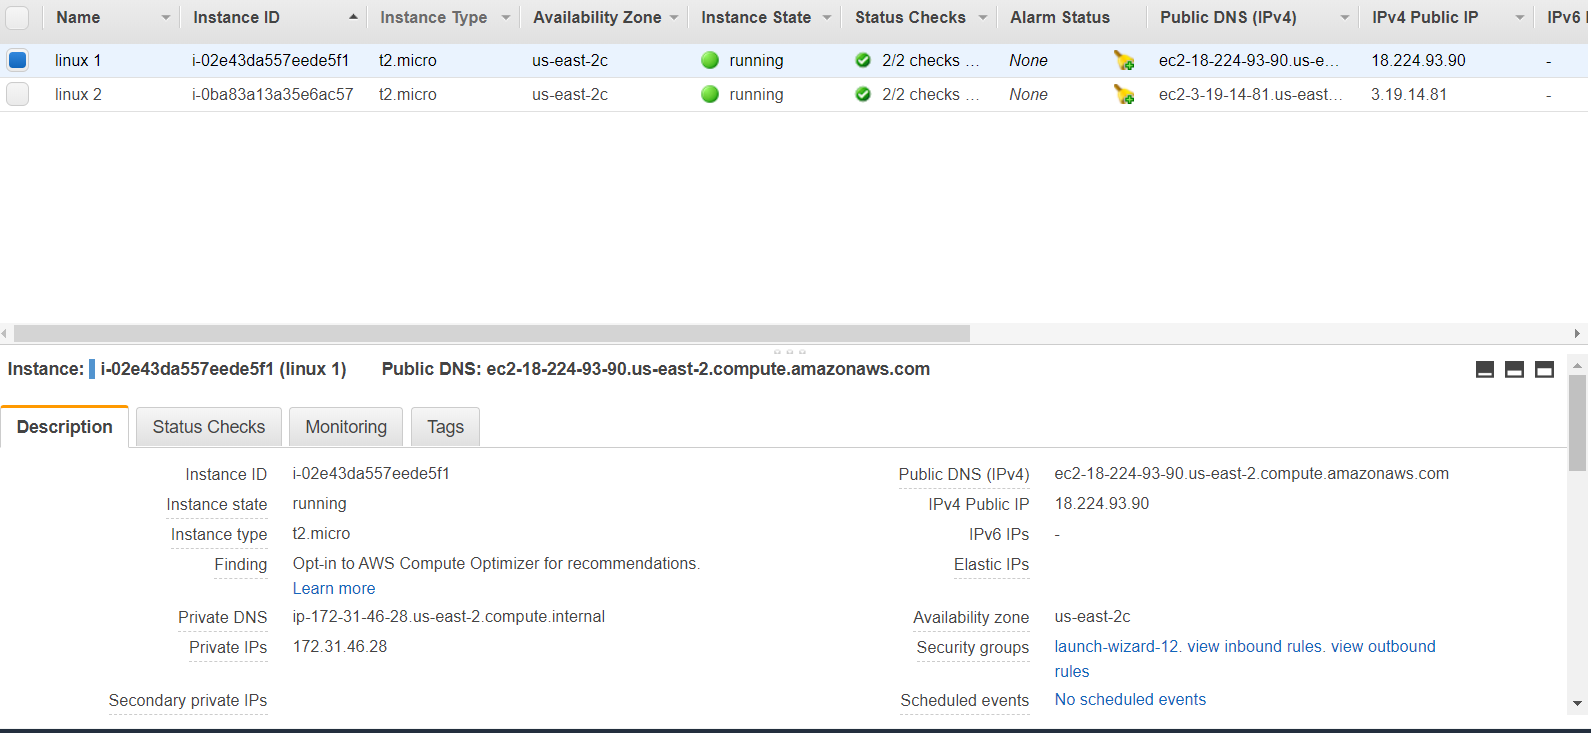 Name Instance ID Instance Type Availability Zone Instance State Status Checks Alarm Status Public DNS (IPv4) IPv4 Public IP IPv6
linux 1 i-02e43da557eede5f1 t2.micro us-east-2c running 2/2 checks ... None ec2-18-224-93-90.us-e... 18.224.93.90 -
linux 2 i-0ba83a13a35e6ac57 t2.micro us-east-2c running 2/2 checks ... None ec2-3-19-14-81.us-east... 3.19.14.81 -
Instance: i-02e43da557eede5f1 (linux 1) Public DNS: ec2-18-224-93-90.us-east-2.compute.amazonaws.com
Description Status Checks Monitoring Tags
Instance ID i-02e43da557eede5f1
Instance state running
Instance type t2.micro
Finding Opt-in to AWS Compute Optimizer for recommendations.
Learn more
Private DNS ip-172-31-46-28.us-east-2.compute.internal
Private IPs 172.31.46.28
Secondary private IPs
Public DNS (IPv4) ec2-18-224-93-90.us-east-2.compute.amazonaws.com
IPv4 Public IP 18.224.93.90
IPv6 IPs -
Elastic IPs
Availability zone us-east-2c
Security groups launch-wizard-12. view inbound rules. view outbound
rules
Scheduled events No scheduled events